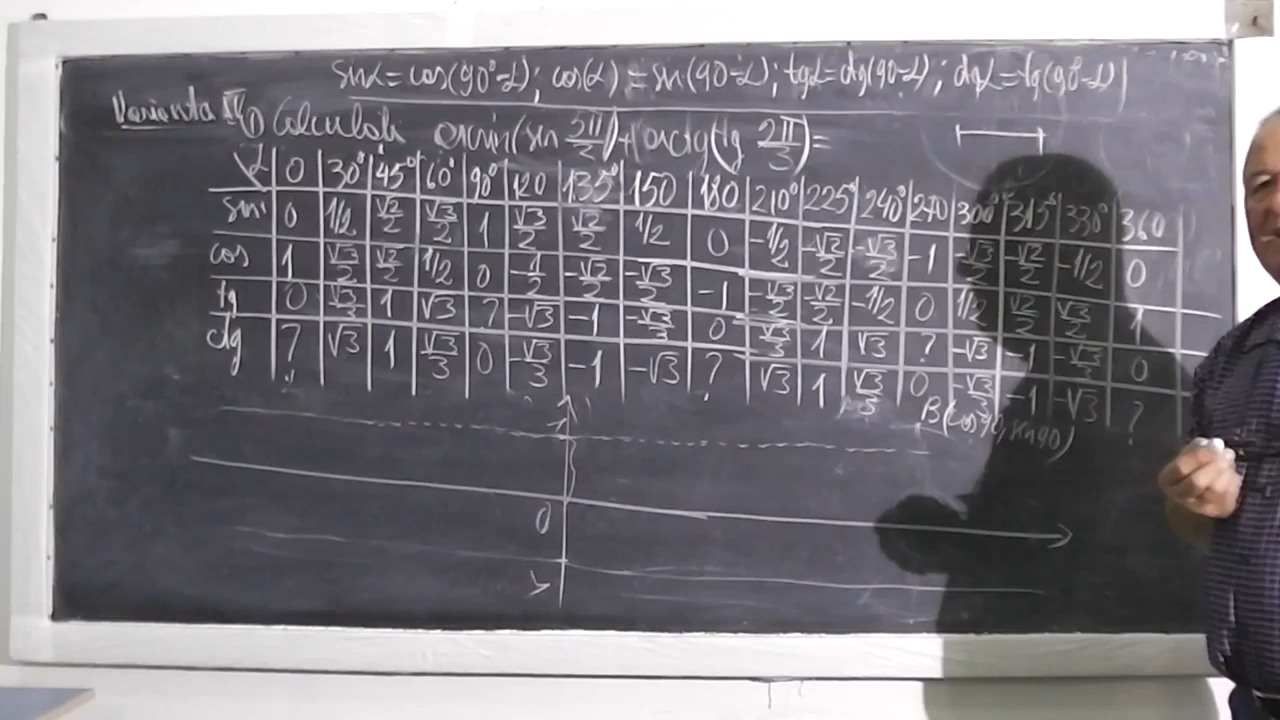 sinα=cos(90°-α); cos(α)=sin(90-α); tgα=ctg(90-α); ctgα=tg(90°-α)
Varianta II 1) Calculati arcsin(sin 5π/2)+arctg(tg 2π/3)=
α | 0 | 30° | 45° | 60° | 90° | 120 | 135° | 150 | 180 | 210° | 225° | 240° | 270 | 300° | 315° | 330° | 360
sin | 0 | 1/2 | √2/2 | √3/2 | 1 | √3/2 | √2/2 | 1/2 | 0 | -1/2 | -√2/2 | -√3/2 | -1 | -√3/2 | -√2/2 | -1/2 | 0
cos | 1 | √3/2 | √2/2 | 1/2 | 0 | -1/2 | -√2/2 | -√3/2 | -1 | -√3/2 | -√2/2 | -1/2 | 0 | 1/2 | √2/2 | √3/2 | 1
tg | 0 | √3/3 | 1 | √3 | ? | -√3 | -1 | -√3/3 | 0 | √3/3 | 1 | √3 | ? | -√3 | -1 | -√3/3 | 0
ctg | ? | √3 | 1 | √3/3 | 0 | -√3/3 | -1 | -√3 | ? | √3 | 1 | √3/3 | 0 | -√3/3 | -1 | -√3 | ?
B(cos90, sin90)
1
0